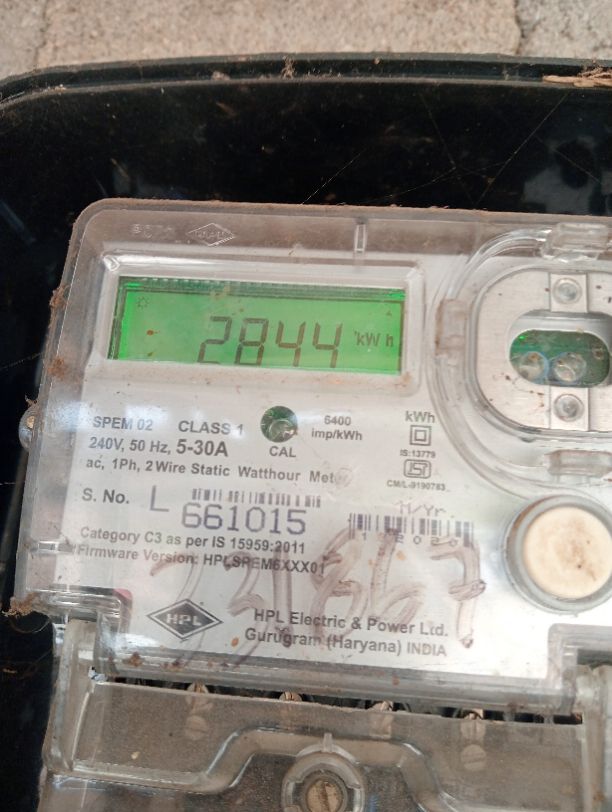 2844 kWh
SPEM 02 CLASS 1 6400 imp/kWh kWh
240V, 50 Hz, 5-30A CAL
IS:13779
ac, 1Ph, 2 Wire Static Watthour
CM/L-9190783
S. No. L 661015 M/Yr
Category C3 as per IS 15959:2011
Firmware Version: HPLSPEM6XXX01
HPL
HPL Electric & Power Ltd.
Gurugram (Haryana) INDIA